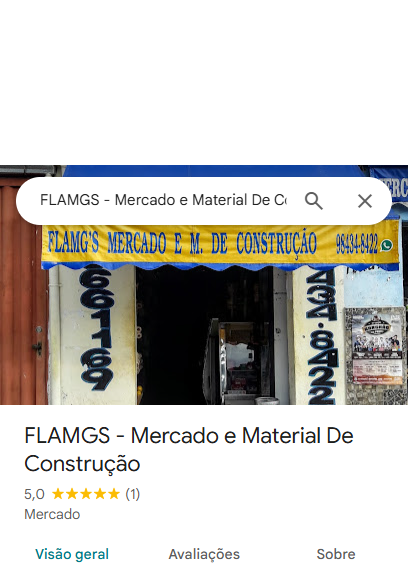 FLAMGS - Mercado e Material De Co
ERC
FLAMG'S MERCADO E M. DE CONSTRUÇÃO 98434-8422
FLAMGS - Mercado e Material De
Construção
5,0 (1)
Mercado
Visão geral Avaliações Sobre